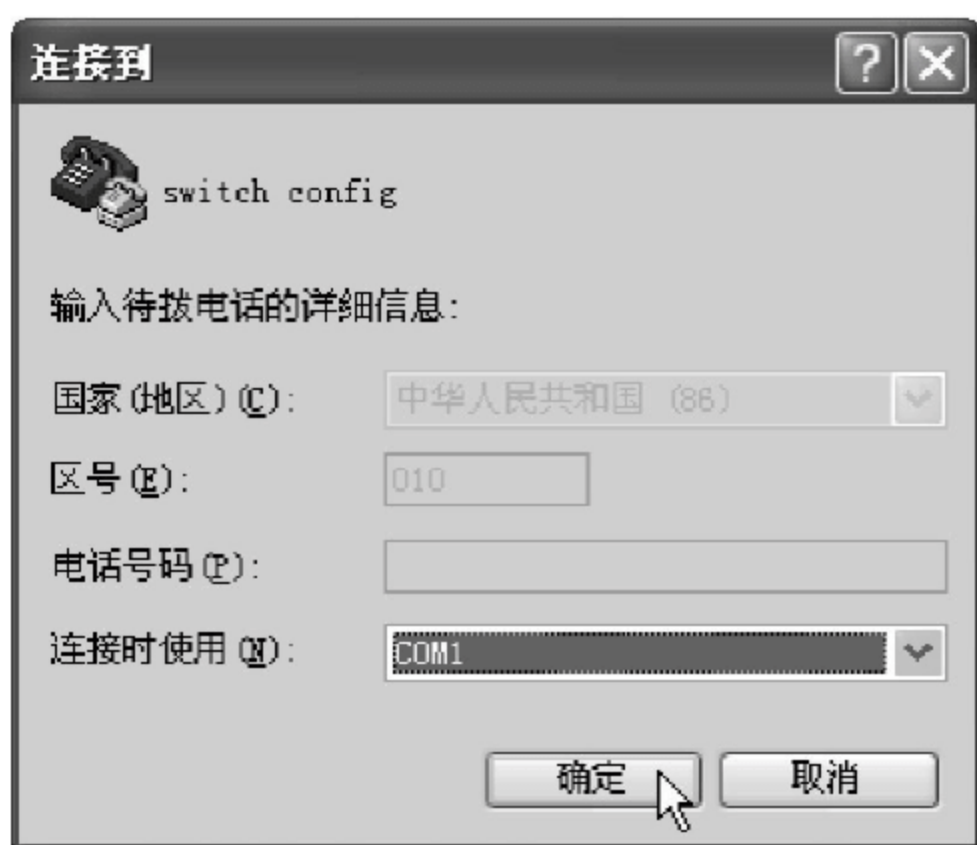 连接到
switch config
输入待拨电话的详细信息:
国家(地区)(C): 中华人民共和国 (86)
区号(E): 010
电话号码(P):
连接时使用(N): COM1
确定 取消